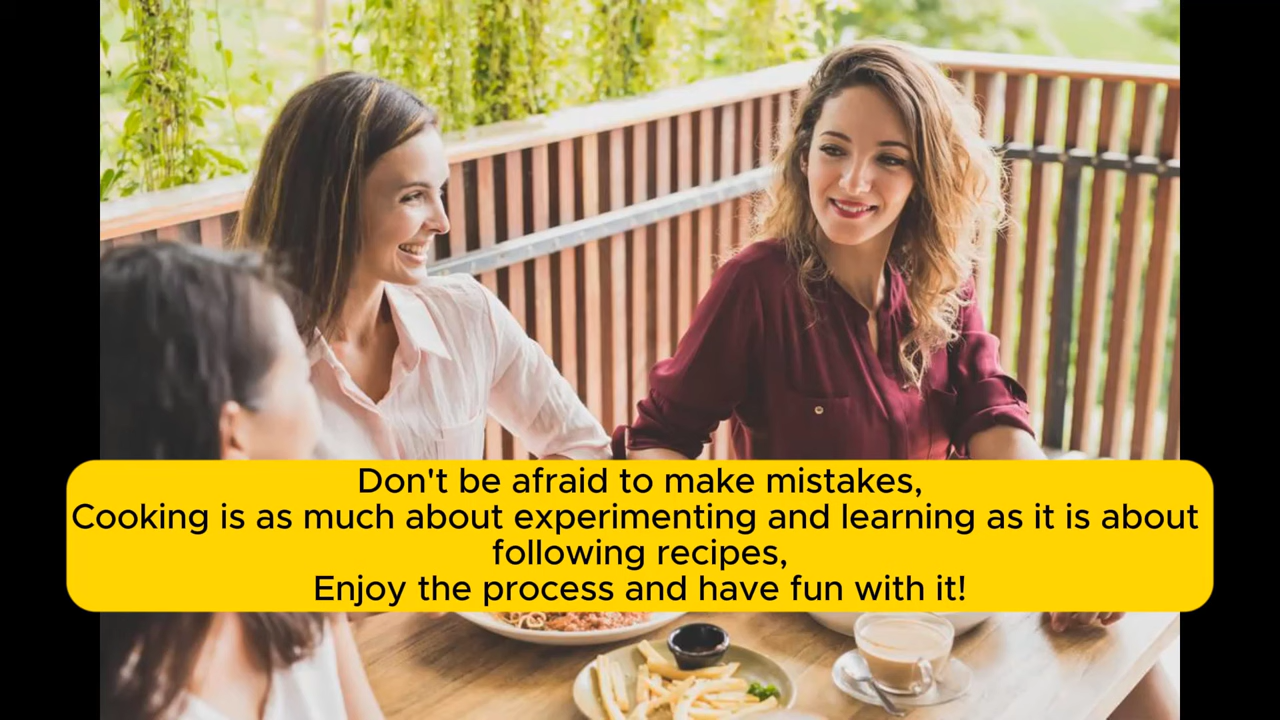 Don't be afraid to make mistakes,
Cooking is as much about experimenting and learning as it is about
following recipes,
Enjoy the process and have fun with it!